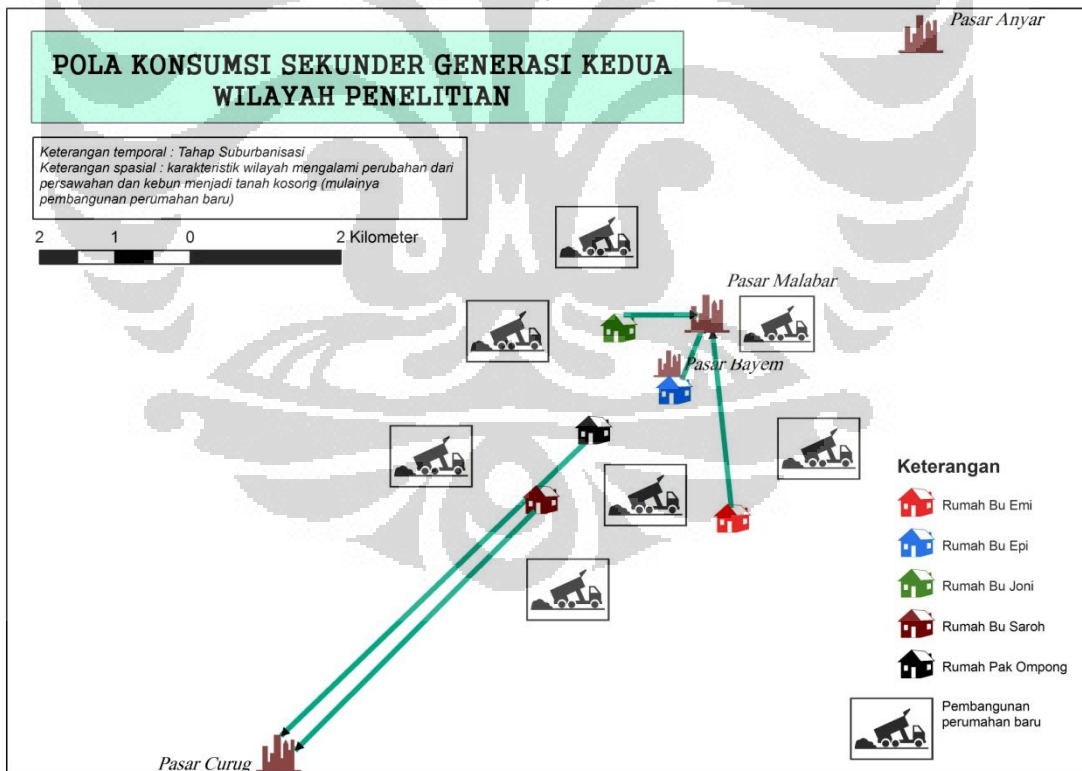 Pasar Anyar
POLA KONSUMSI SEKUNDER GENERASI KEDUA
WILAYAH PENELITIAN
Keterangan temporal : Tahap Suburbanisasi
Keterangan spasial : karakteristik wilayah mengalami perubahan dari
persawahan dan kebun menjadi tanah kosong (mulainya
pembangunan perumahan baru)
2 1 0 2 Kilometer
Pasar Malabar
Pasar Bayem
Keterangan
Rumah Bu Emi
Rumah Bu Epi
Rumah Bu Joni
Rumah Bu Saroh
Rumah Pak Ompong
Pembangunan
perumahan baru
Pasar Curug